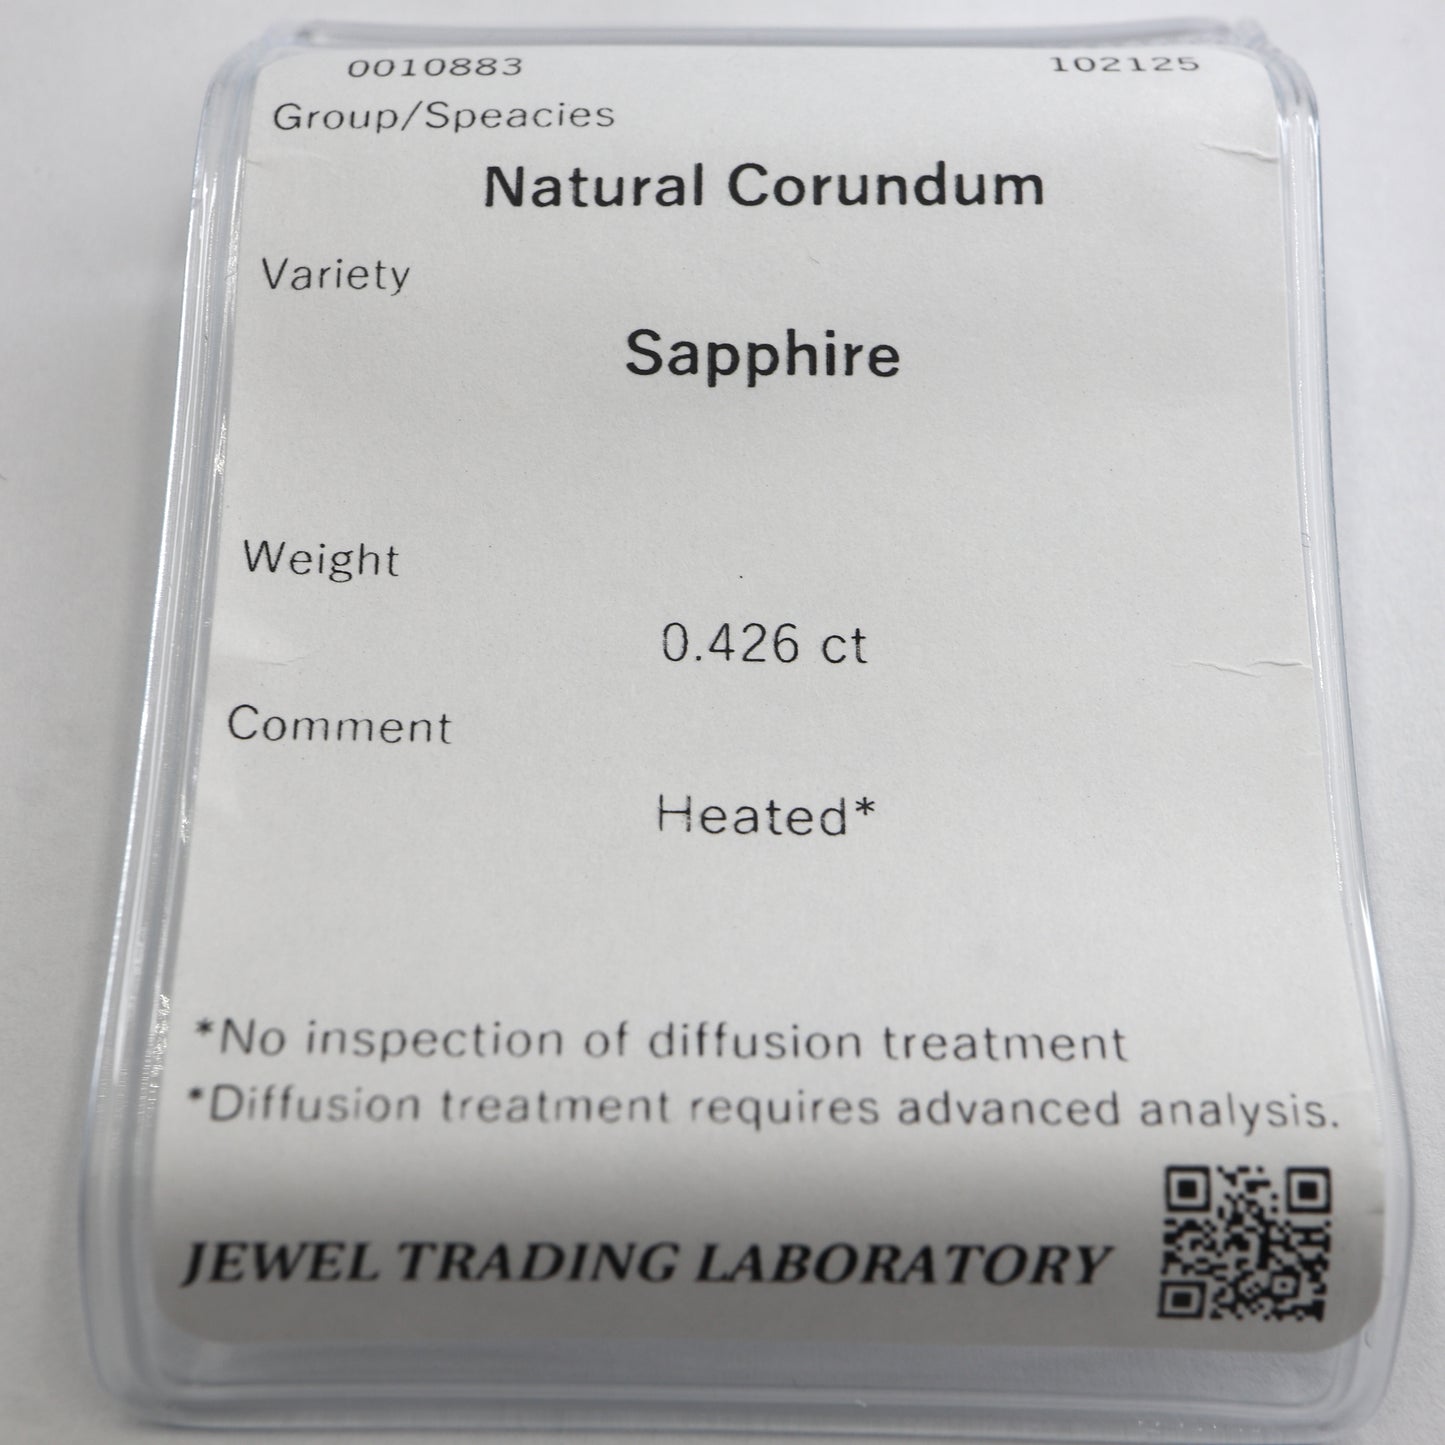 0010883 102125
Group/Speacies
Natural Corundum
Variety
Sapphire
Weight
0.426 ct
Comment
Heated*
*No inspection of diffusion treatment
*Diffusion treatment requires advanced analysis.
JEWEL TRADING LABORATORY